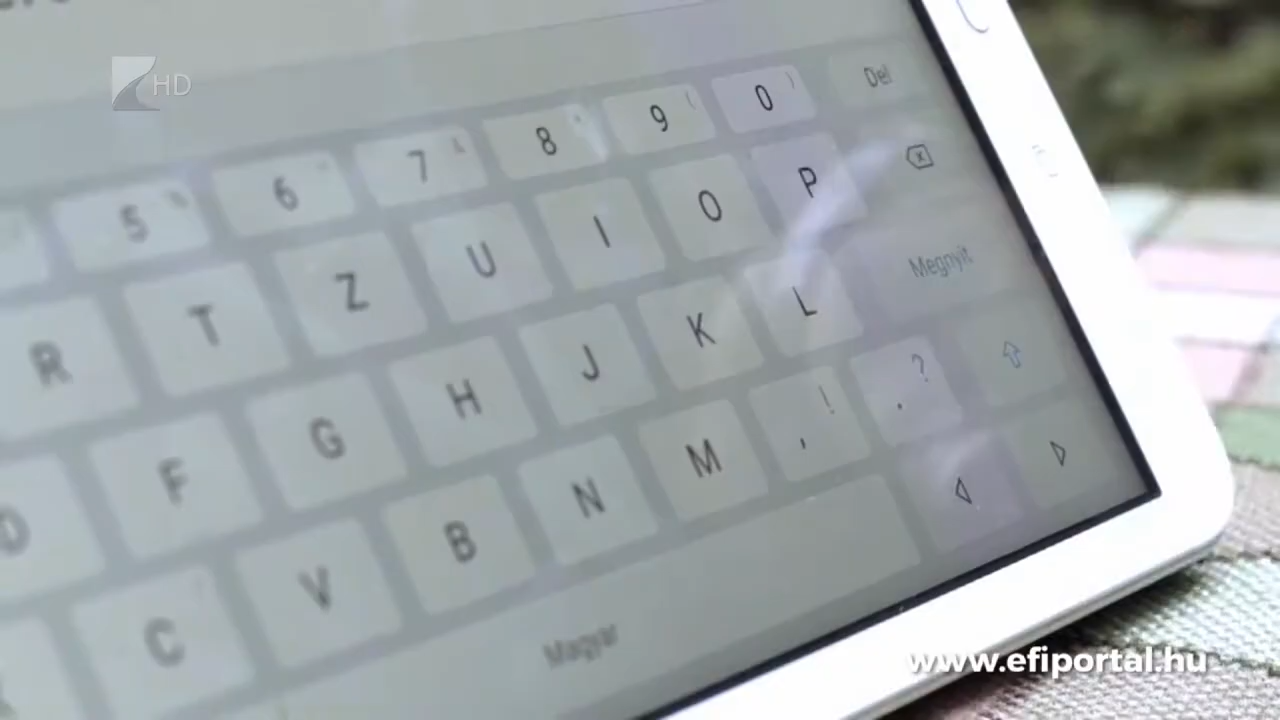 HD
5 6 7 8 9 ( 0 ) Del
R T Z U I O P
D F G H J K L Megnyit
C V B N M , ! . ?
Magyar
www.efiportal.hu